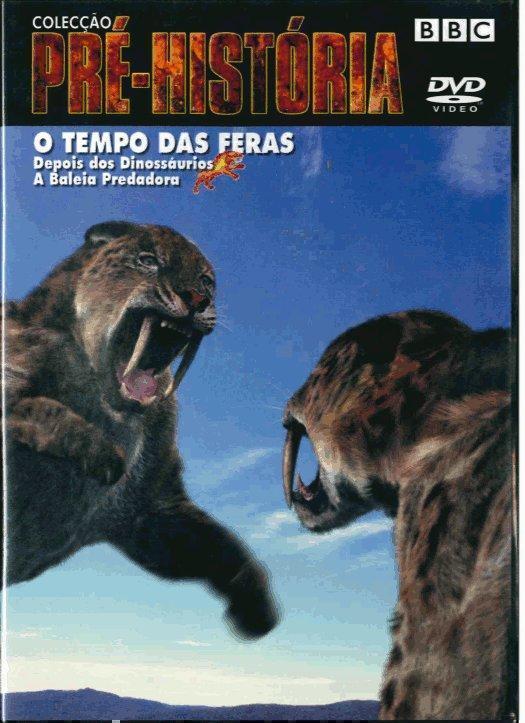 COLECÇÃO
PRÉ-HISTÓRIA
BBC
DVD
VIDEO
O TEMPO DAS FERAS
Depois dos Dinossáurios
A Baleia Predadora